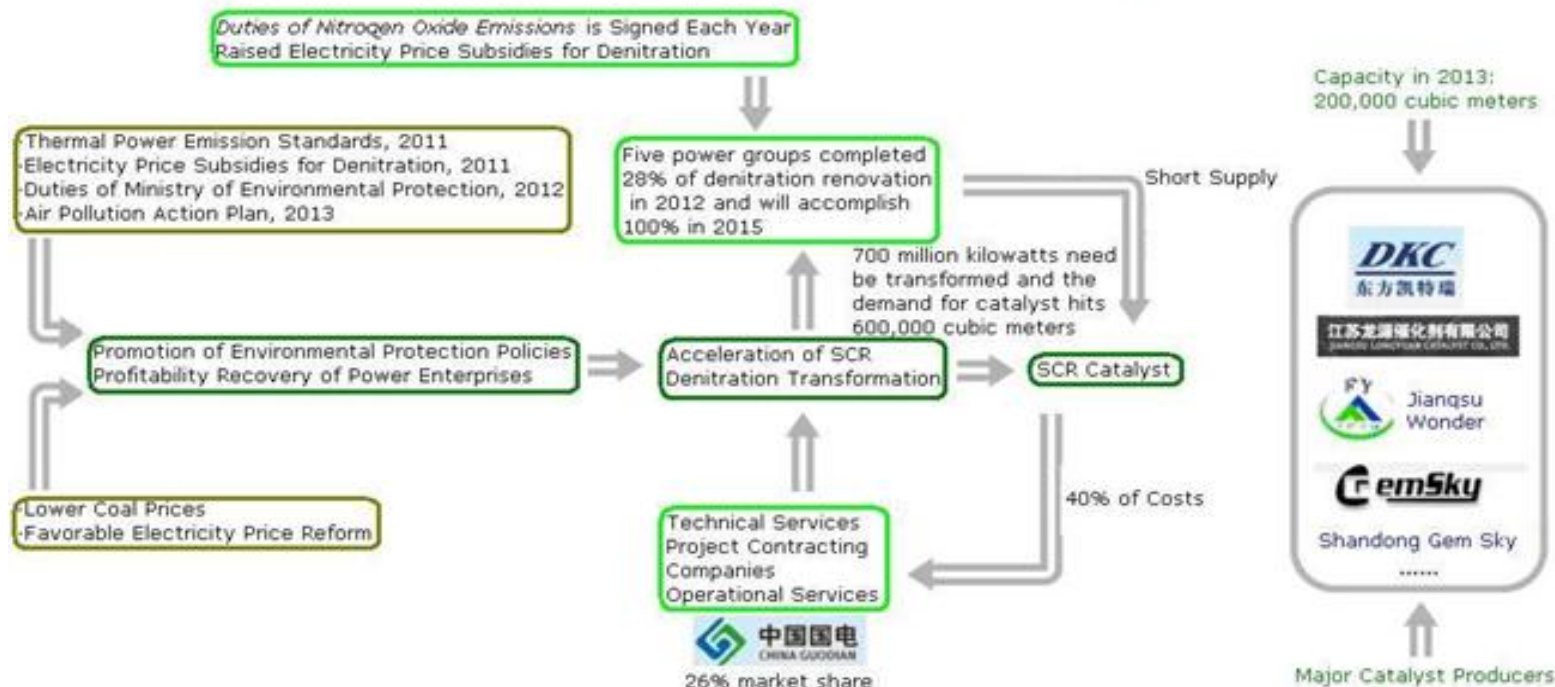 Duties of Nitrogen Oxide Emissions is Signed Each Year
Raised Electricity Price Subsidies for Denitration
-Thermal Power Emission Standards, 2011
-Electricity Price Subsidies for Denitration, 2011
-Duties of Ministry of Environmental Protection, 2012
-Air Pollution Action Plan, 2013
Five power groups completed
28% of denitration renovation
in 2012 and will accomplish
100% in 2015
Short Supply
700 million kilowatts need
be transformed and the
demand for catalyst hits
600,000 cubic meters
Promotion of Environmental Protection Policies
Profitability Recovery of Power Enterprises
Acceleration of SCR
Denitration Transformation
SCR Catalyst
-Lower Coal Prices
-Favorable Electricity Price Reform
Technical Services
Project Contracting
Companies
Operational Services
40% of Costs
中国国电
CHINA GUODIAN
26% market share
Capacity in 2013:
200,000 cubic meters
DKC
东方凯特瑞
江苏龙源催化剂有限公司
JIANGSU LONGYUAN CATALYST CO., LTD.
FY
Jiangsu
Wonder
GemSky
Shandong Gem Sky
......
Major Catalyst Producers